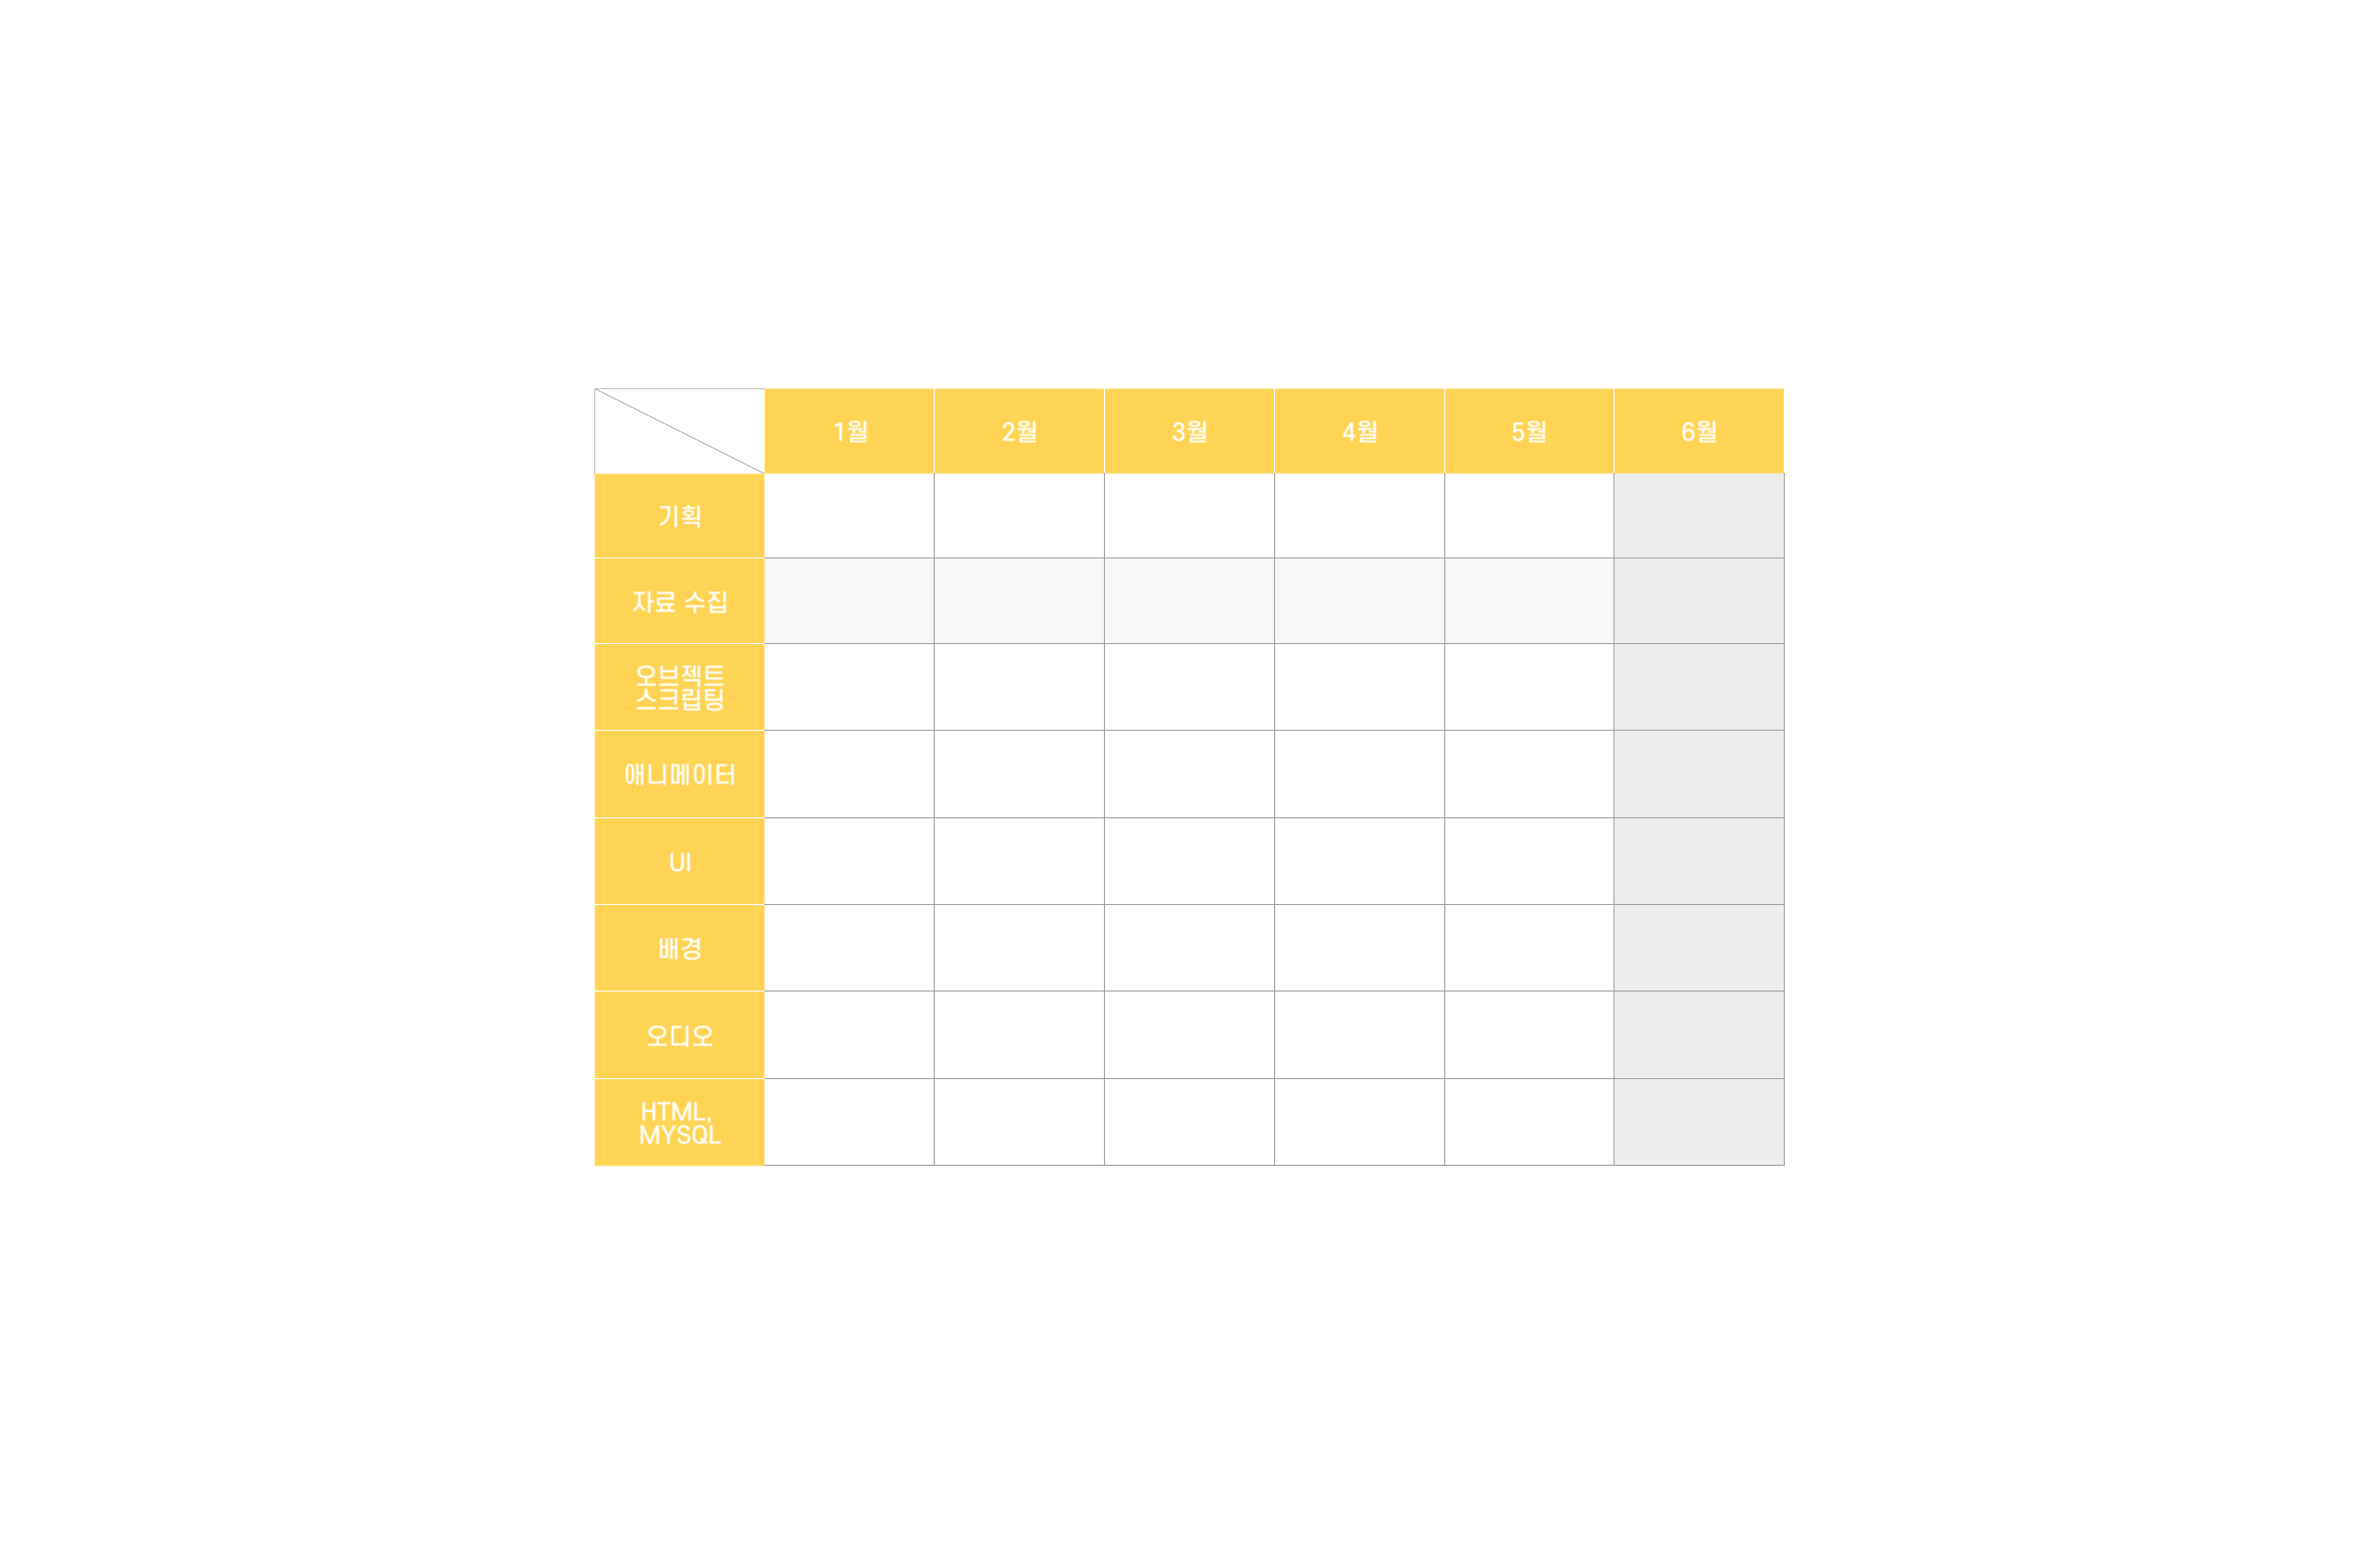 1월 2월 3월 4월 5월 6월
기획
자료 수집
오브젝트
스크립팅
애니메이터
UI
배경
오디오
HTML,
MYSQL